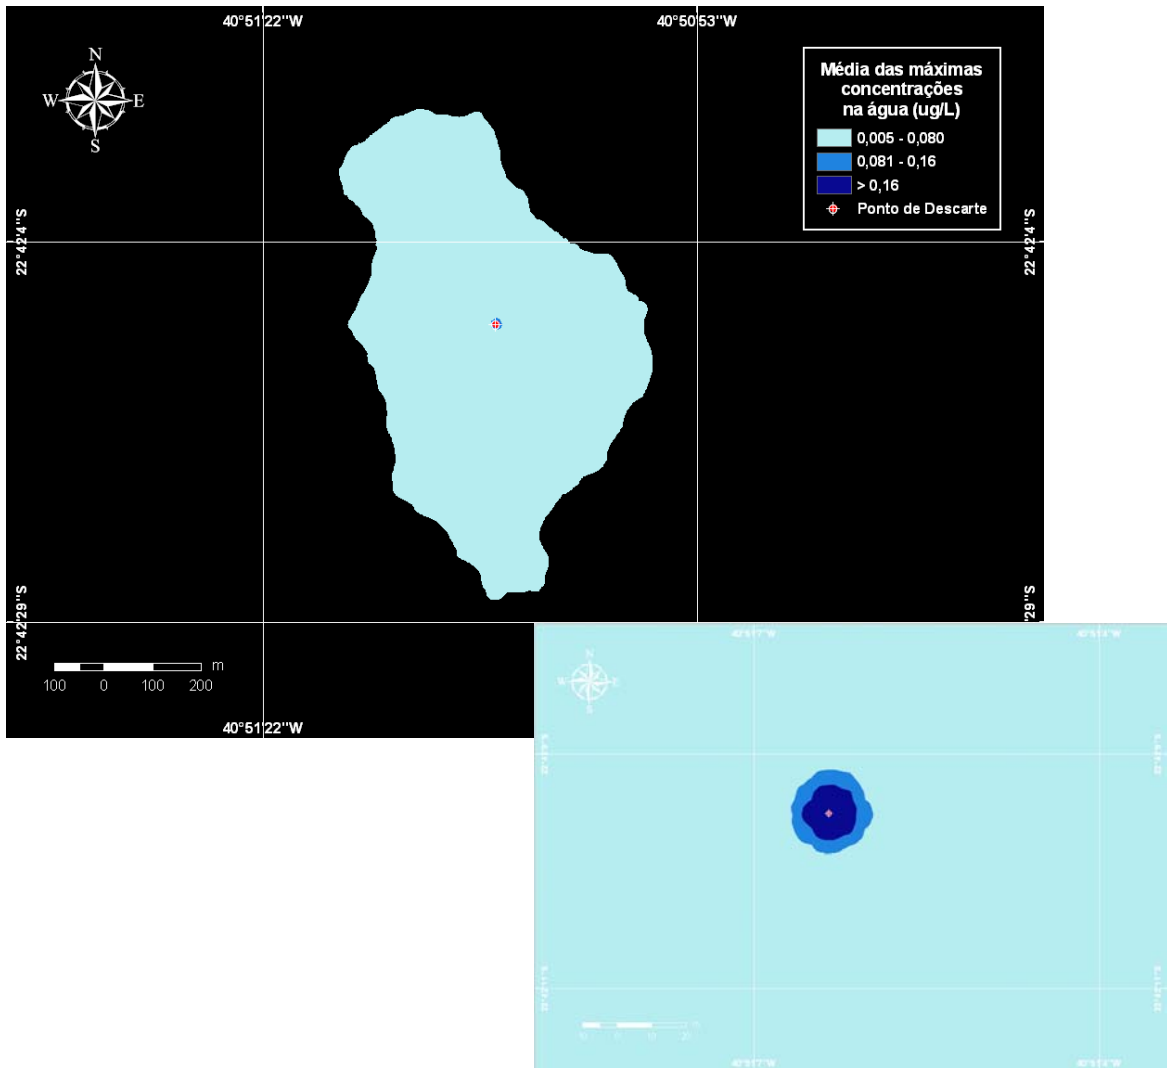 40°51'22"W
40°50'53"W
N
W
E
S
Média das máximas
concentrações
na água (ug/L)
0,005 - 0,080
0,081 - 0,16
> 0,16
Ponto de Descarte
22°42'4"S
22°42'4"S
22°42'29"S
'29"S
100 0 100 200 m
40°51'22"W
N
W
E
S